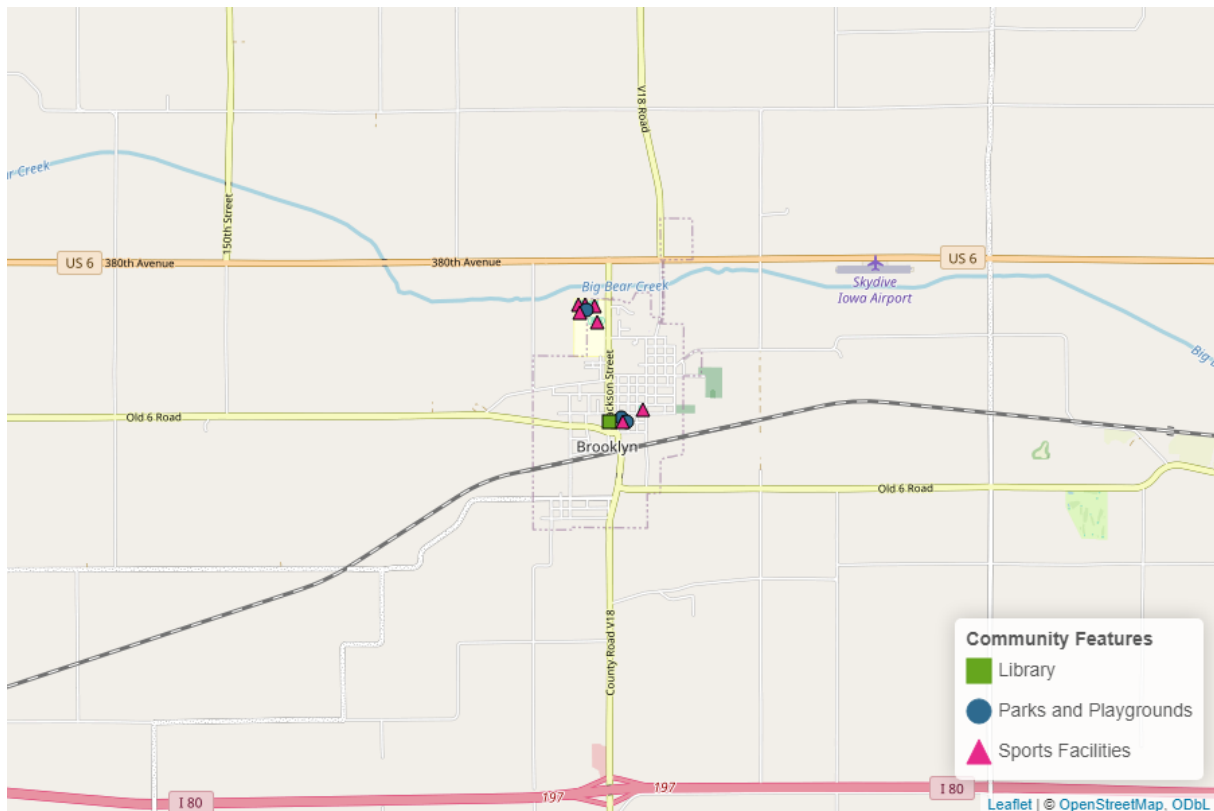 V18 Road
ar Creek
150th Street
US 6
380th Avenue
380th Avenue
US 6
Skydive
Iowa Airport
Big Bear Creek
Big B
ackson Street
Old 6 Road
Brooklyn
Old 6 Road
County Road V18
Community Features
Library
Parks and Playgrounds
Sports Facilities
I 80
197
197
I 80
Leaflet | © OpenStreetMap, ODbL